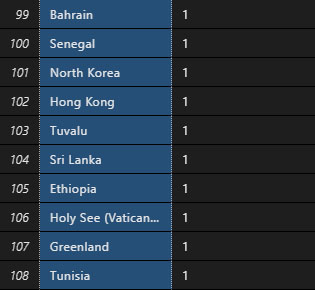 99 Bahrain 1
100 Senegal 1
101 North Korea 1
102 Hong Kong 1
103 Tuvalu 1
104 Sri Lanka 1
105 Ethiopia 1
106 Holy See (Vatican... 1
107 Greenland 1
108 Tunisia 1